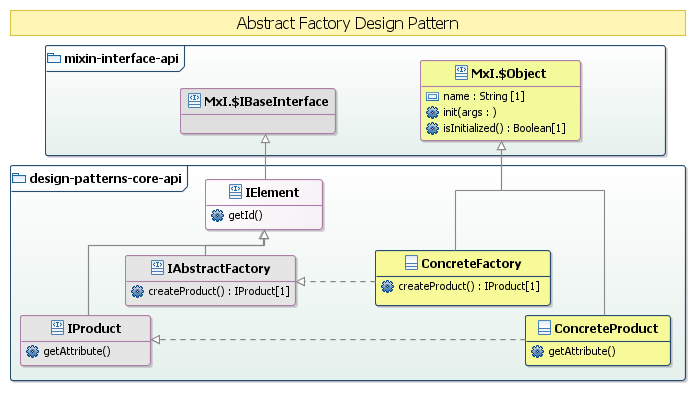 Abstract Factory Design Pattern
mixin-interface-api
MxI.$Object
name : String [1]
init(args : )
isInitialized() : Boolean[1]
MxI.$IBaseInterface
design-patterns-core-api
IElement
getId()
IAbstractFactory
createProduct() : IProduct[1]
ConcreteFactory
createProduct() : IProduct[1]
IProduct
getAttribute()
ConcreteProduct
getAttribute()